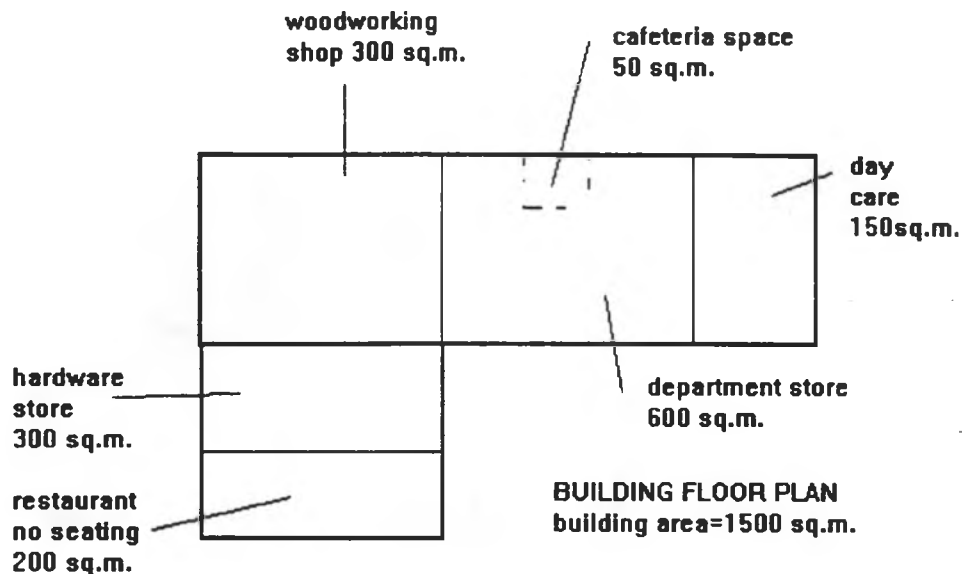 woodworking
shop 300 sq.m.
cafeteria space
50 sq.m.
day
care
150sq.m.
hardware
store
300 sq.m.
department store
600 sq.m.
restaurant
no seating
200 sq.m.
BUILDING FLOOR PLAN
building area=1500 sq.m.